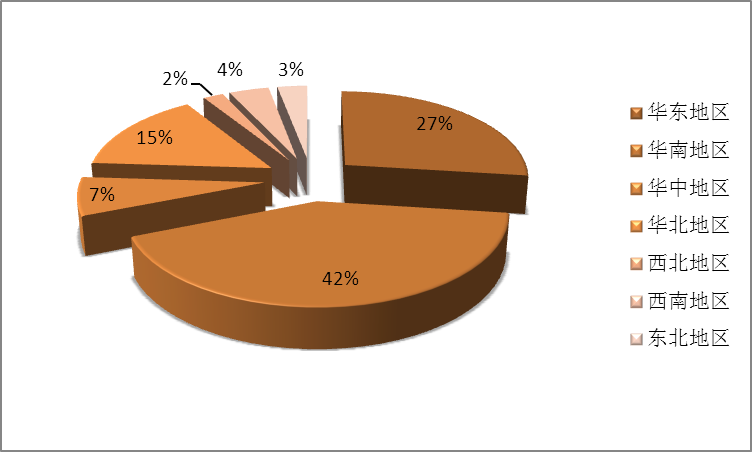 2%
4%
3%
27%
15%
7%
42%
华东地区
华南地区
华中地区
华北地区
西北地区
西南地区
东北地区